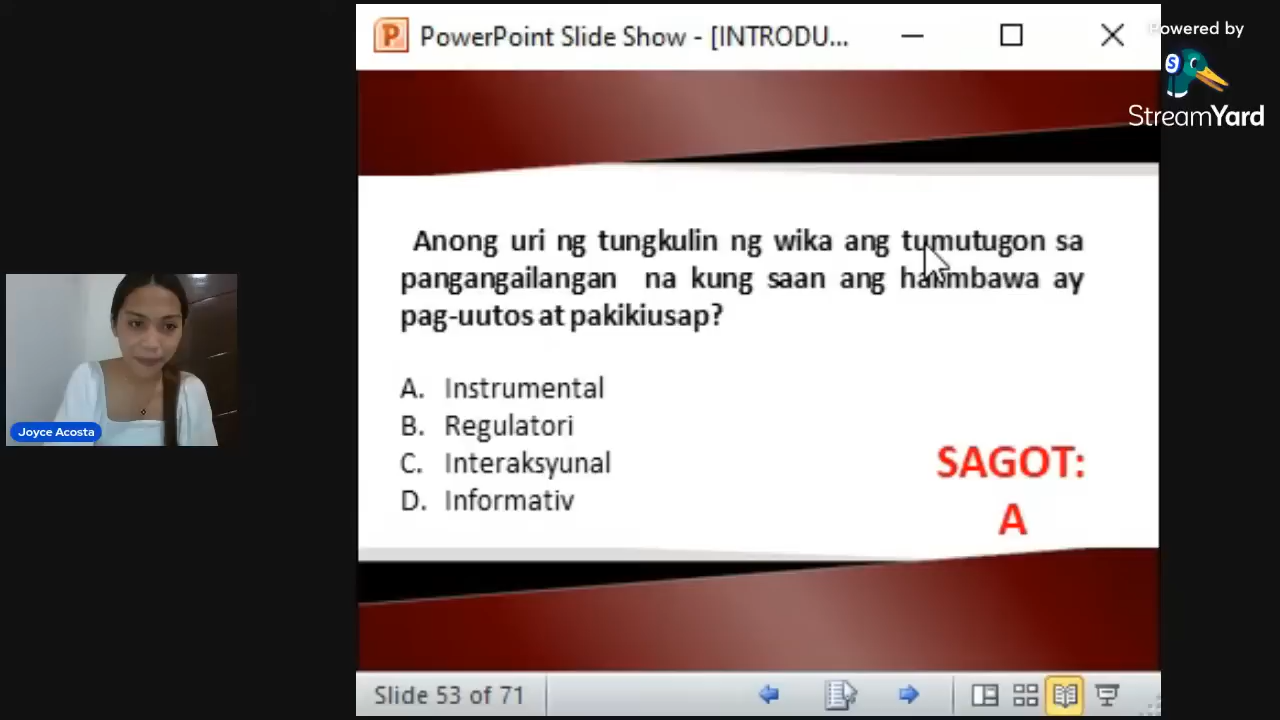 PowerPoint Slide Show - [INTRODU...
Powered by
StreamYard
Anong uri ng tungkulin ng wika ang tumutugon sa
pangangailangan na kung saan ang halimbawa ay
pag-uutos at pakikiusap?
A. Instrumental
B. Regulatori
C. Interaksyunal
D. Informativ
SAGOT:
A
Joyce Acosta
Slide 53 of 71